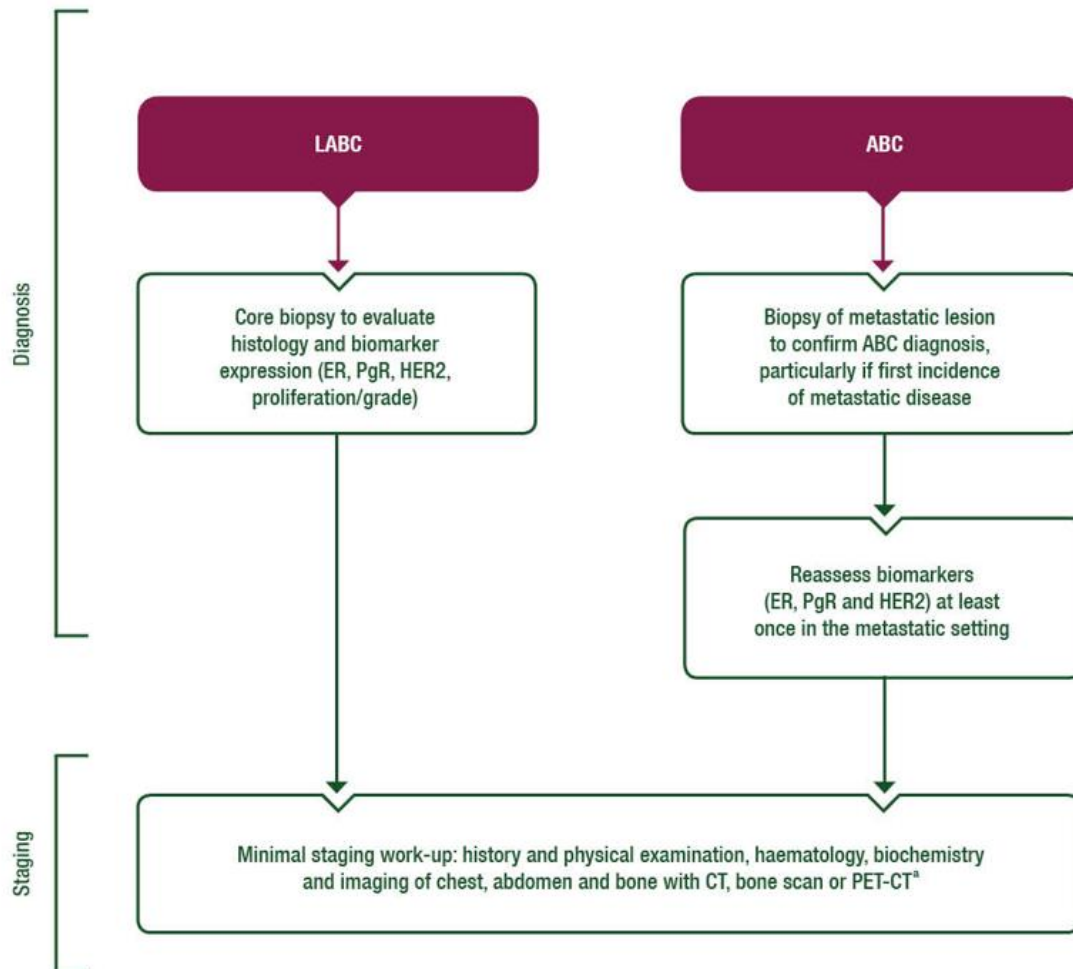 Diagnosis
LABC
ABC
Core biopsy to evaluate
histology and biomarker
expression (ER, PgR, HER2,
proliferation/grade)
Biopsy of metastatic lesion
to confirm ABC diagnosis,
particularly if first incidence
of metastatic disease
Reassess biomarkers
(ER, PgR and HER2) at least
once in the metastatic setting
Staging
Minimal staging work-up: history and physical examination, haematology, biochemistry
and imaging of chest, abdomen and bone with CT, bone scan or PET-CTᵃ